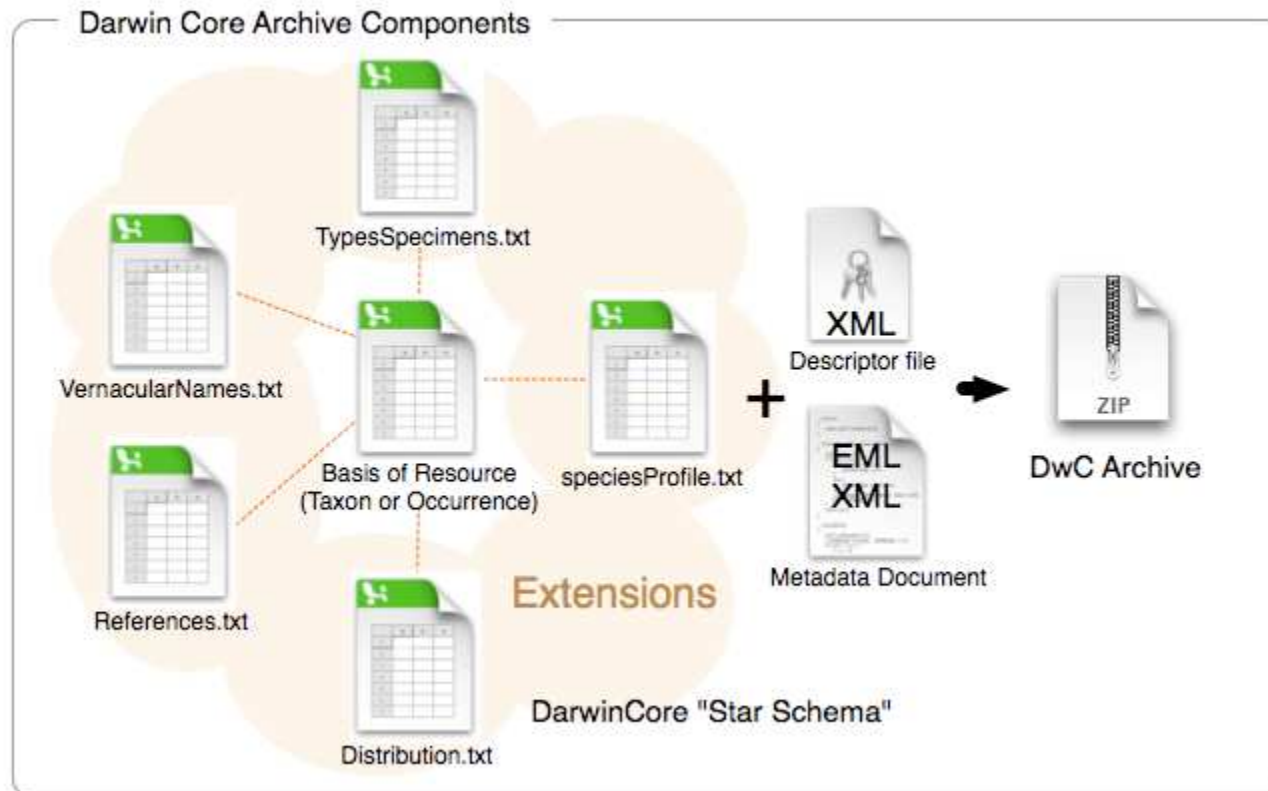 Darwin Core Archive Components
TypesSpecimens.txt
VernacularNames.txt
Basis of Resource
(Taxon or Occurrence)
speciesProfile.txt
References.txt
Extensions
Distribution.txt
DarwinCore "Star Schema"
+
XML
Descriptor file
EML
XML
Metadata Document
ZIP
DwC Archive